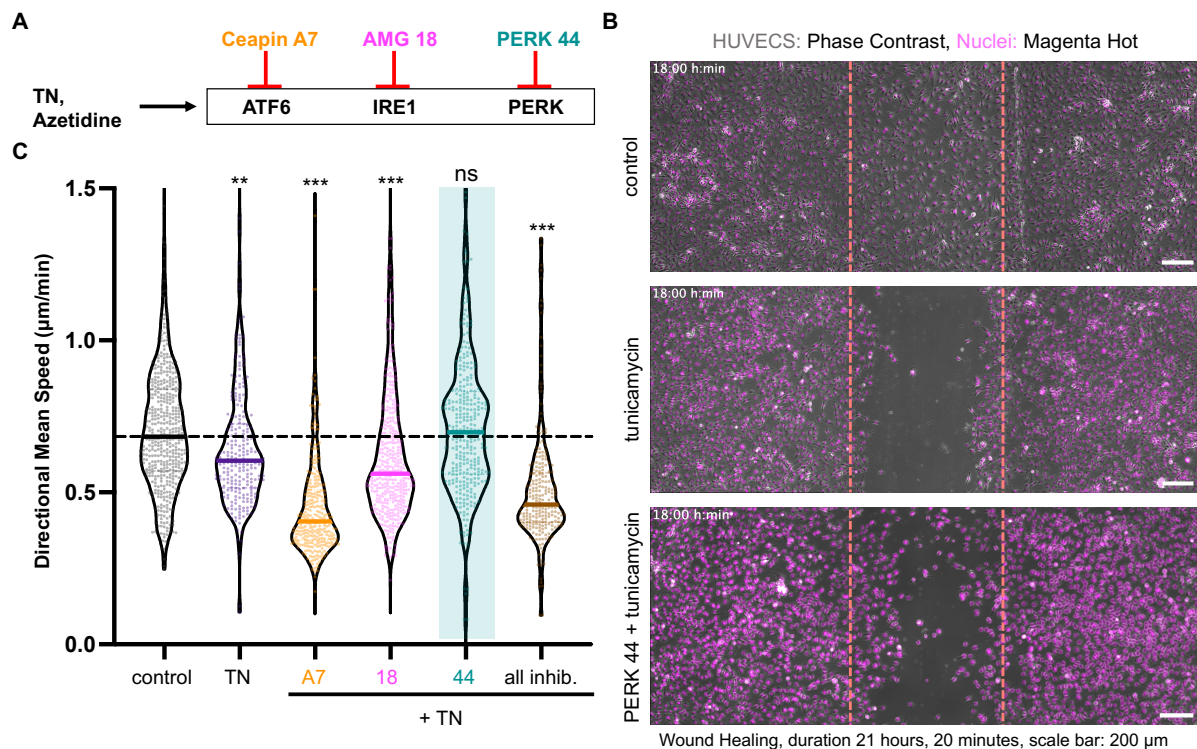 A
Ceapin A7
AMG 18
PERK 44
TN,
Azetidine
ATF6
IRE1
PERK
B
HUVECS: Phase Contrast, Nuclei: Magenta Hot
18:00 h:min
control
18:00 h:min
tunicamycin
18:00 h:min
PERK 44 + tunicamycin
Wound Healing, duration 21 hours, 20 minutes, scale bar: 200 µm
C
Directional Mean Speed (µm/min)
1.5
1.0
0.5
0.0
**
***
***
ns
***
control
TN
A7
18
44
all inhib.
+ TN